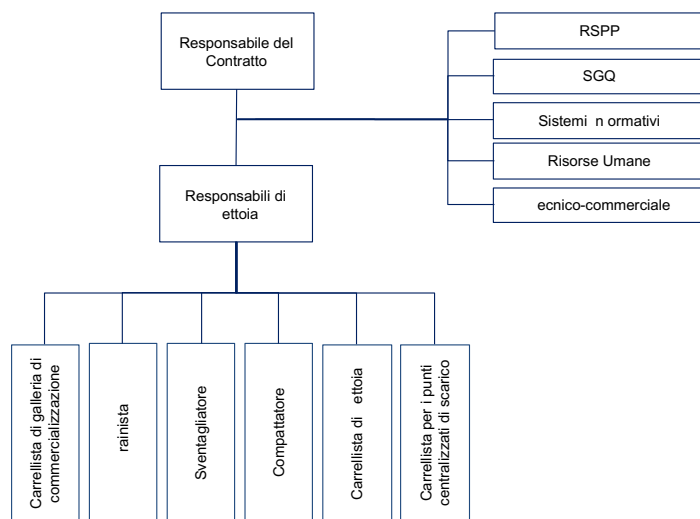 Responsabile del
Contratto
RSPP
SGQ
Sistemi n ormativi
Risorse Umane
ecnico-commerciale
Responsabili di
ettoia
Carrellista di galleria di
commercializzazione
rainista
Sventagliatore
Compattatore
Carrellista di ettoia
Carrellista per i punti
centralizzati di scarico